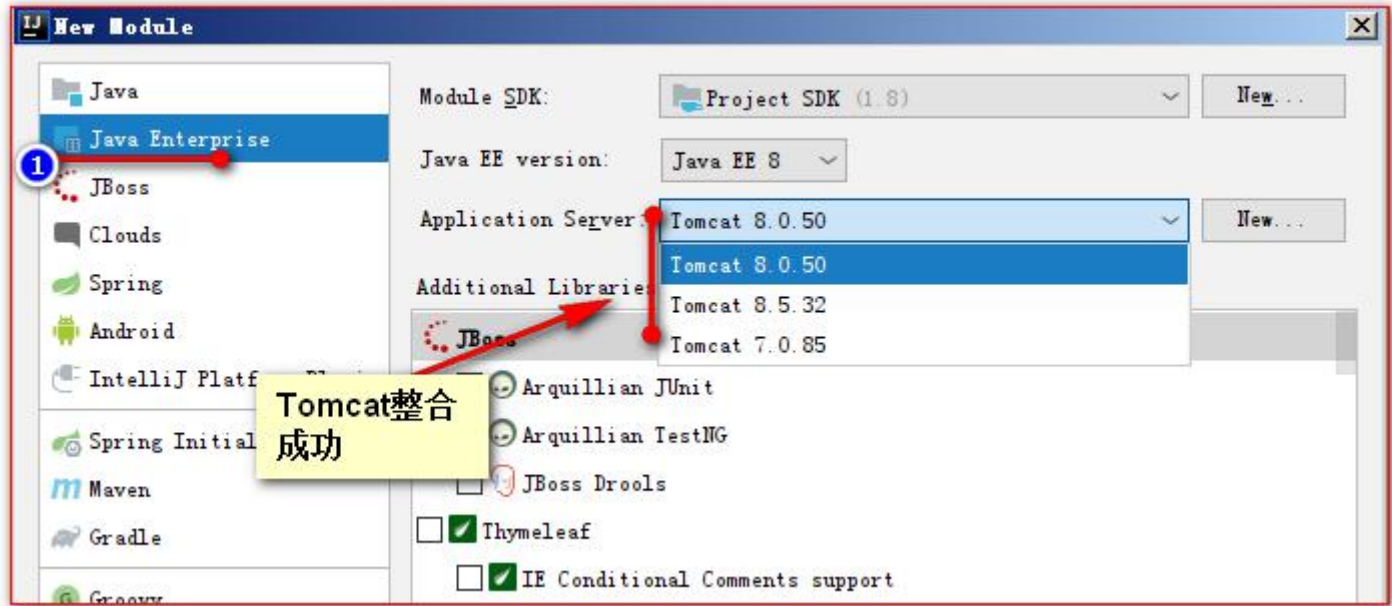 New Module
Java
Java Enterprise
1
JBoss
Clouds
Spring
Android
IntelliJ Platf
Spring Initial
Maven
Gradle
Groovy
Module SDK:
Project SDK (1.8)
New...
Java EE version:
Java EE 8
Application Server:
Tomcat 8.0.50
New...
Tomcat 8.0.50
Tomcat 8.5.32
Tomcat 7.0.85
Additional Libraries
JBoss
Arquillian JUnit
Arquillian TestNG
JBoss Drools
Thymeleaf
IE Conditional Comments support
Tomcat整合
成功